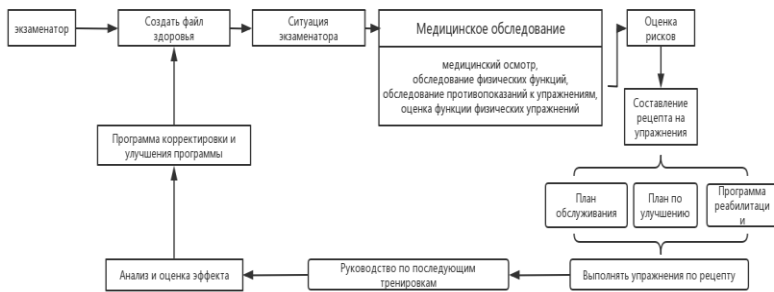 экзаменатор
Создать файл
здоровья
Ситуация
экзаменатора
Медицинское обследование
медицинский осмотр,
обследование физических функций,
обследование противопоказаний к упражнениям,
оценка функции физических упражнений
Оценка
рисков
Составление
рецепта на
упражнения
План
обслуживания
План по
улучшению
Программа
реабилитаци
и
Выполнять упражнения по рецепту
Руководство по последующим
тренировкам
Анализ и оценка эффекта
Программа корректировки и
улучшения программы